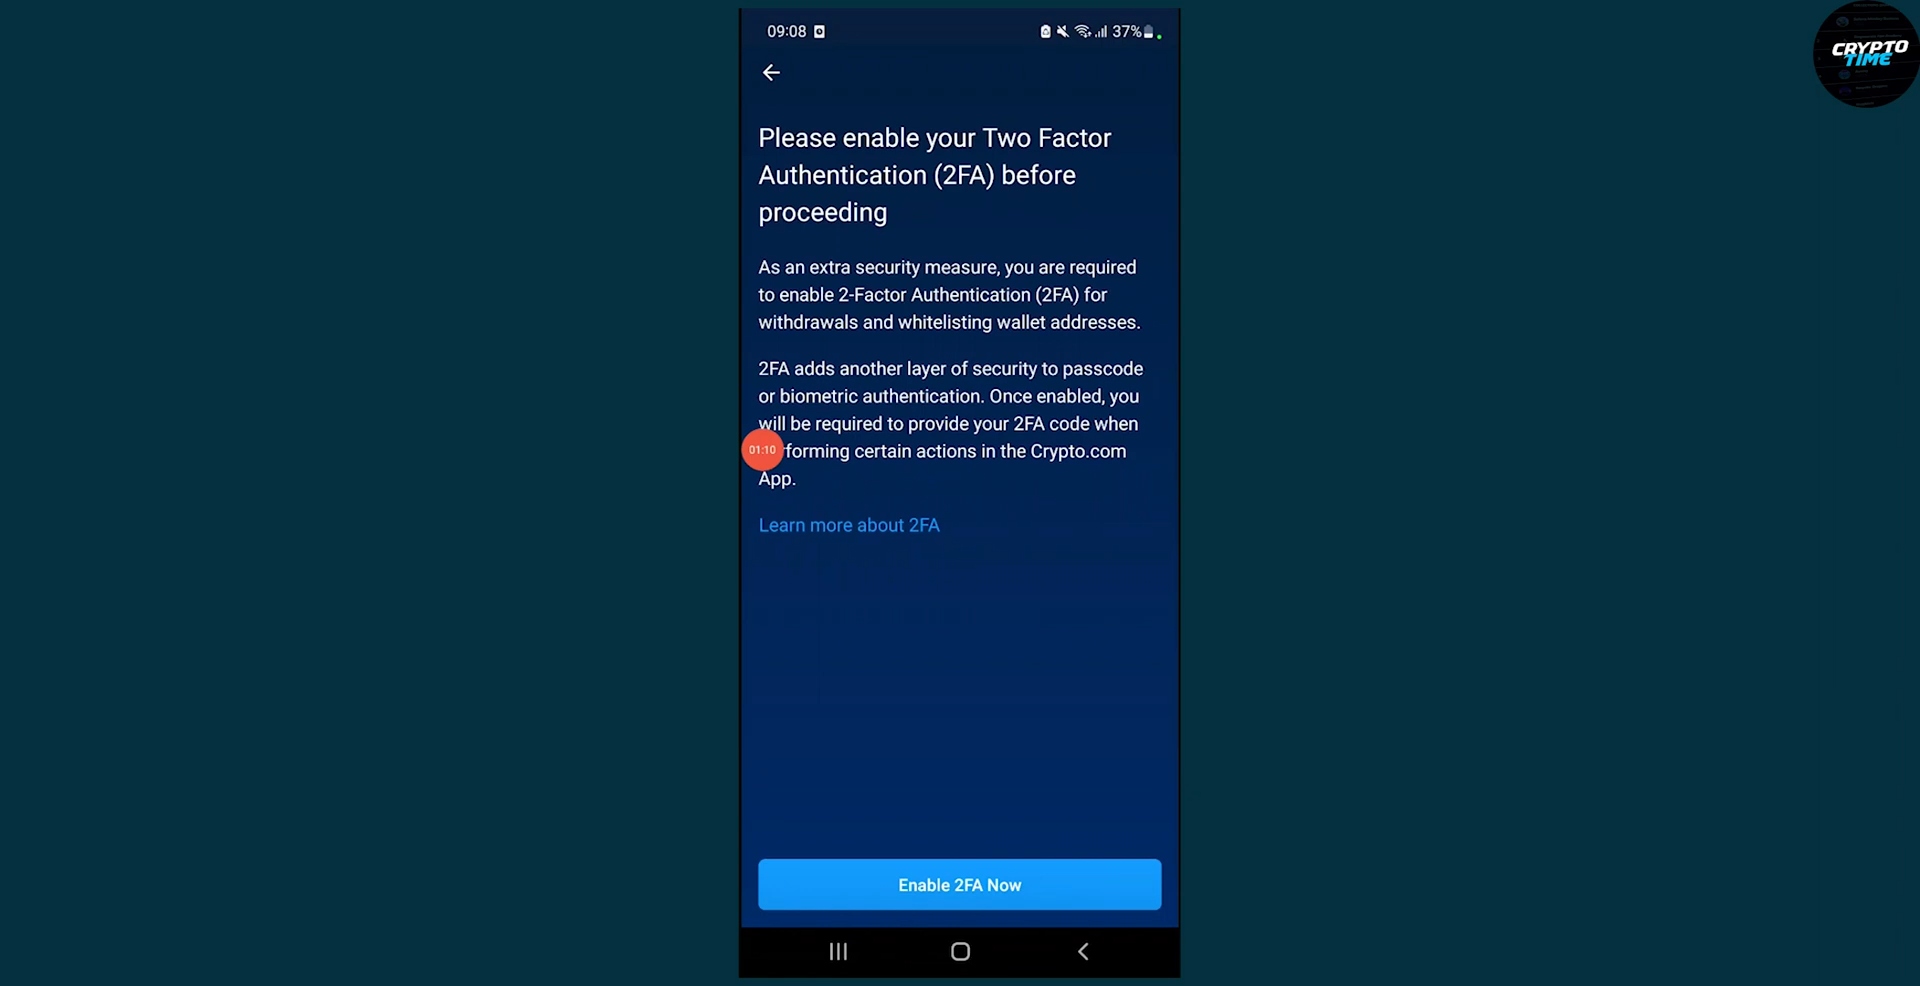 09:08
37%
CRYPTO
TIME
Please enable your Two Factor
Authentication (2FA) before
proceeding
As an extra security measure, you are required
to enable 2-Factor Authentication (2FA) for
withdrawals and whitelisting wallet addresses.
2FA adds another layer of security to passcode
or biometric authentication. Once enabled, you
will be required to provide your 2FA code when
01:10
forming certain actions in the Crypto.com
App.
Learn more about 2FA
Enable 2FA Now